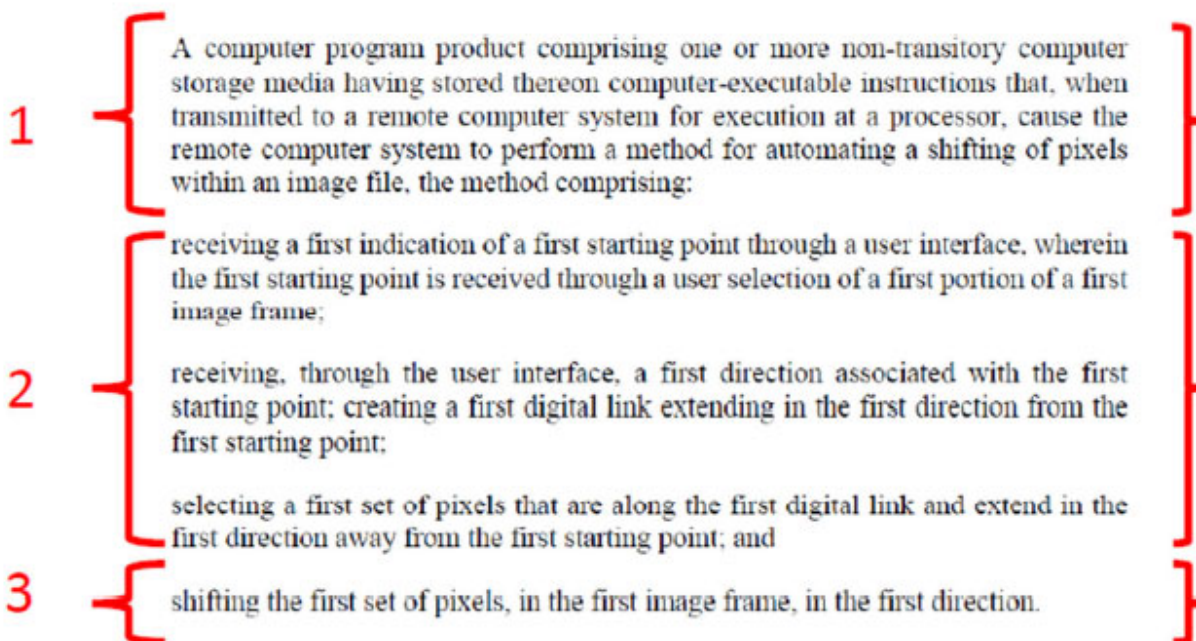 1
A computer program product comprising one or more non-transitory computer
storage media having stored thereon computer-executable instructions that, when
transmitted to a remote computer system for execution at a processor, cause the
remote computer system to perform a method for automating a shifting of pixels
within an image file, the method comprising:
2
receiving a first indication of a first starting point through a user interface, wherein
the first starting point is received through a user selection of a first portion of a first
image frame;
receiving, through the user interface, a first direction associated with the first
starting point; creating a first digital link extending in the first direction from the
first starting point;
selecting a first set of pixels that are along the first digital link and extend in the
first direction away from the first starting point; and
3
shifting the first set of pixels, in the first image frame, in the first direction.